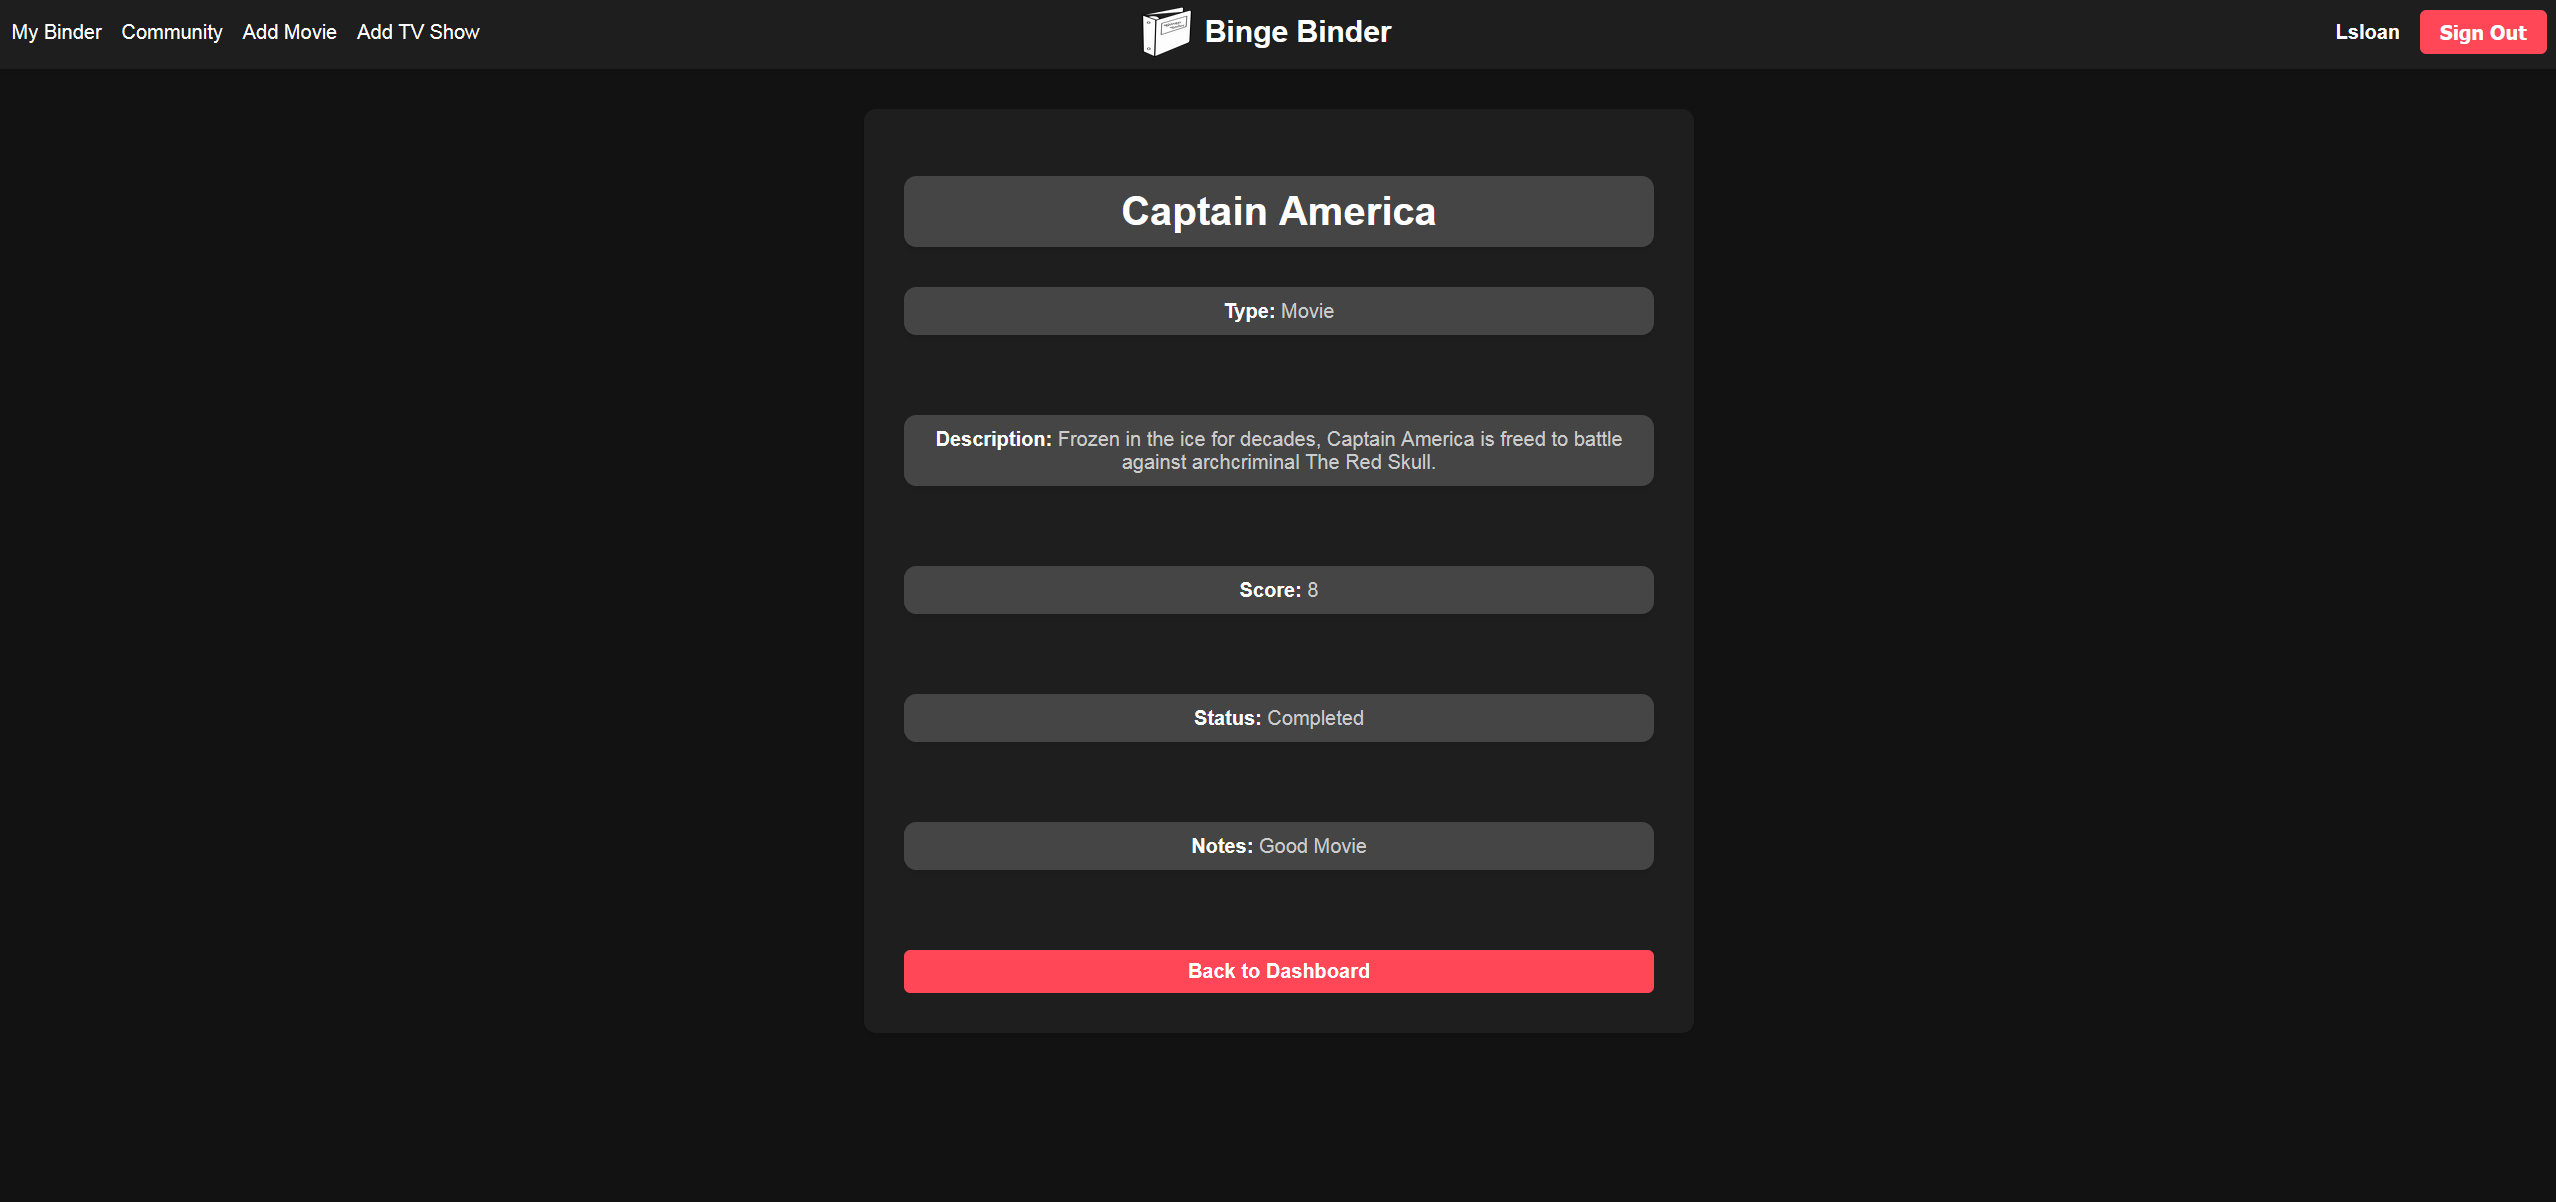 My Binder Community Add Movie Add TV Show Binge Binder Lsloan Sign Out
Captain America
Type: Movie
Description: Frozen in the ice for decades, Captain America is freed to battle
against archcriminal The Red Skull.
Score: 8
Status: Completed
Notes: Good Movie
Back to Dashboard